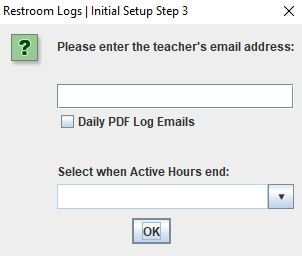 Restroom Logs | Initial Setup Step 3
Please enter the teacher's email address:
Daily PDF Log Emails
Select when Active Hours end:
OK